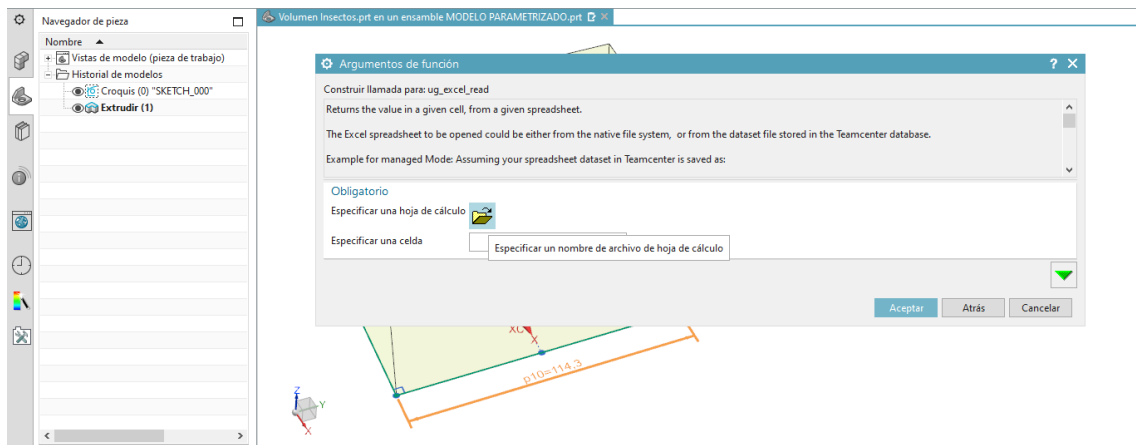 Navegador de pieza
Nombre
Vistas de modelo (pieza de trabajo)
Historial de modelos
Croquis (0) "SKETCH_000"
Extrudir (1)
Volumen Insectos.prt en un ensamble MODELO PARAMETRIZADO.prt
Argumentos de función
Construir llamada para: ug_excel_read
Returns the value in a given cell, from a given spreadsheet.
The Excel spreadsheet to be opened could be either from the native file system, or from the dataset file stored in the Teamcenter database.
Example for managed Mode: Assuming your spreadsheet dataset in Teamcenter is saved as:
Obligatorio
Especificar una hoja de cálculo
Especificar una celda
Especificar un nombre de archivo de hoja de cálculo
Aceptar
Atrás
Cancelar
XC
X
p10=114.3
Z
Y
X